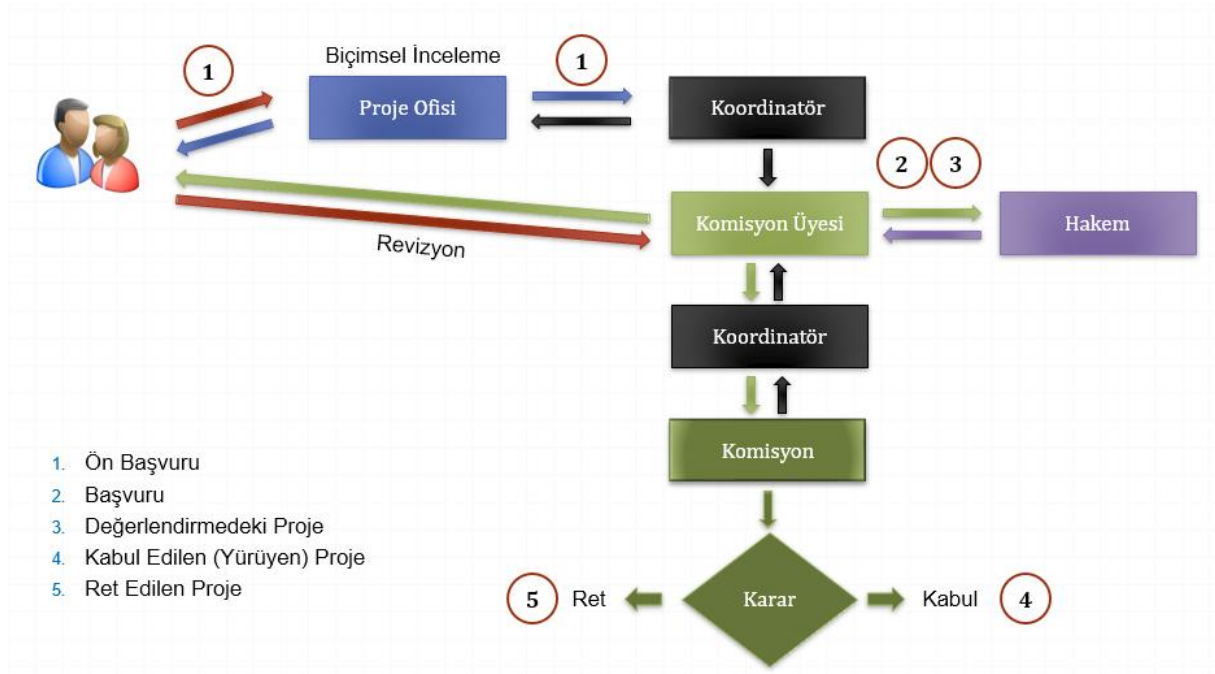 Biçimsel İnceleme
1
1
Proje Ofisi
Koordinatör
2
3
Komisyon Üyesi
Hakem
Revizyon
Koordinatör
Komisyon
1. Ön Başvuru
2. Başvuru
3. Değerlendirmedeki Proje
4. Kabul Edilen (Yürüyen) Proje
5. Ret Edilen Proje
5
Ret
Karar
Kabul
4